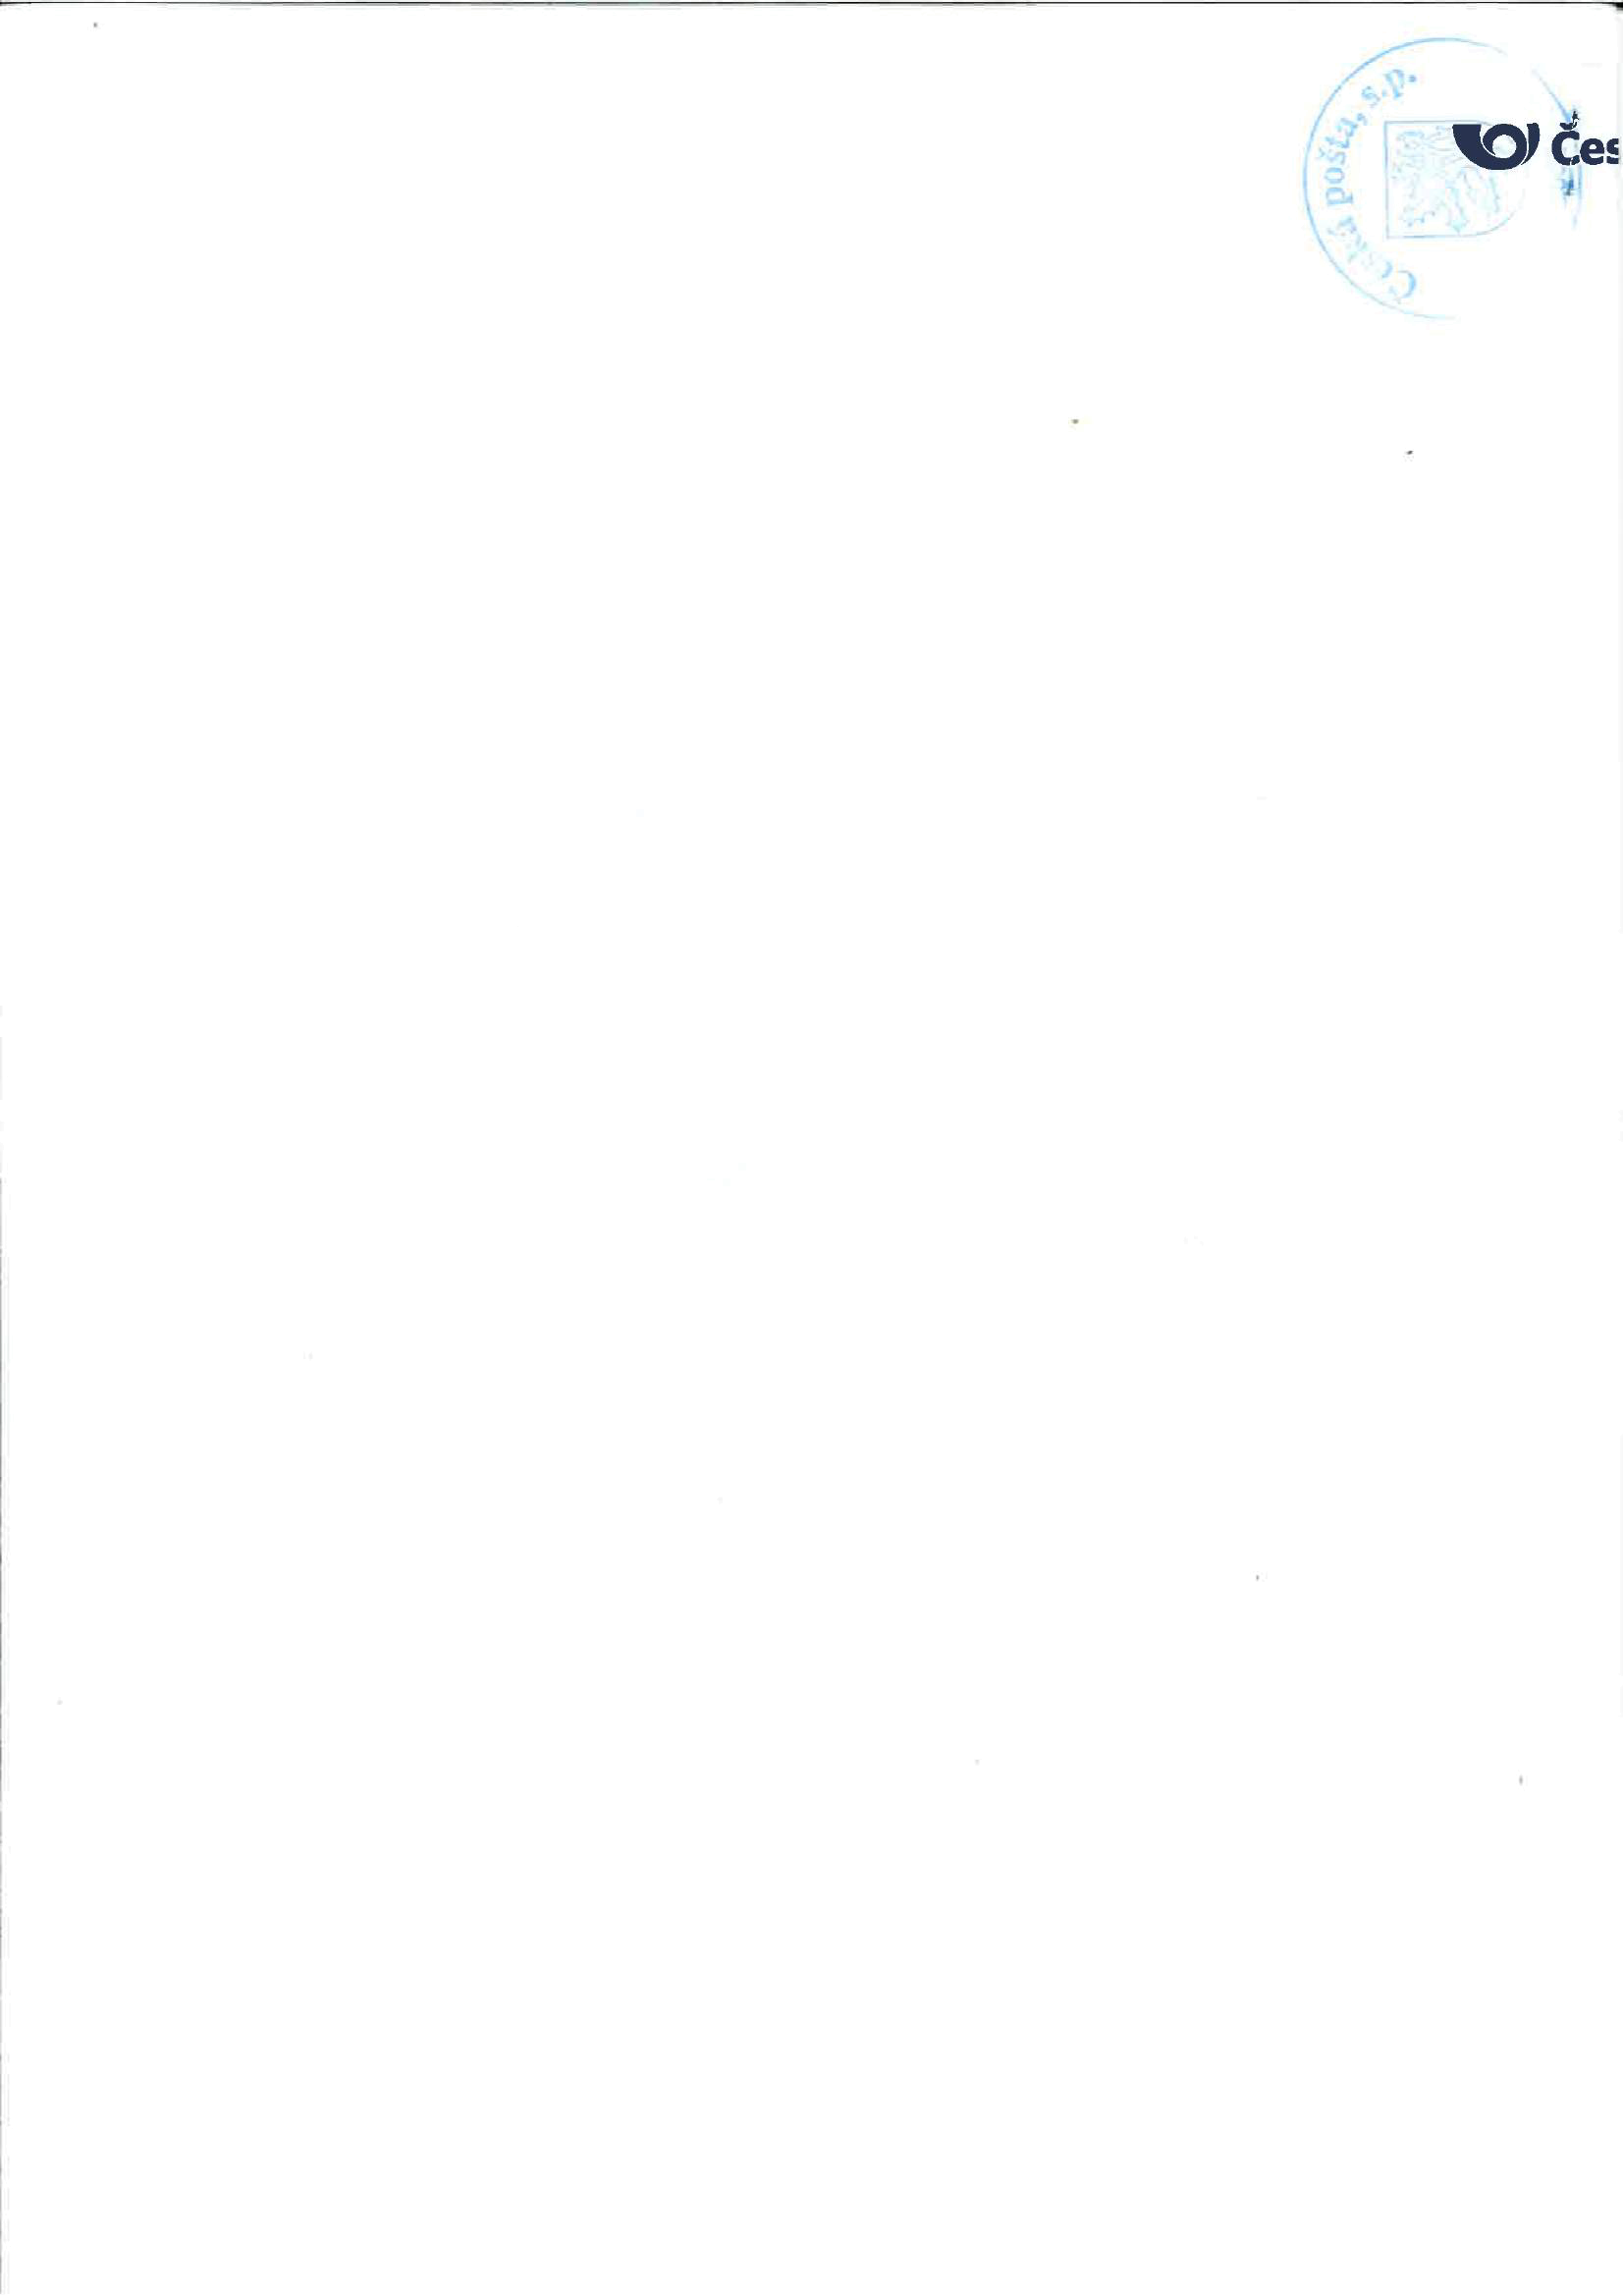 Česká pošta, s.p.
Čes